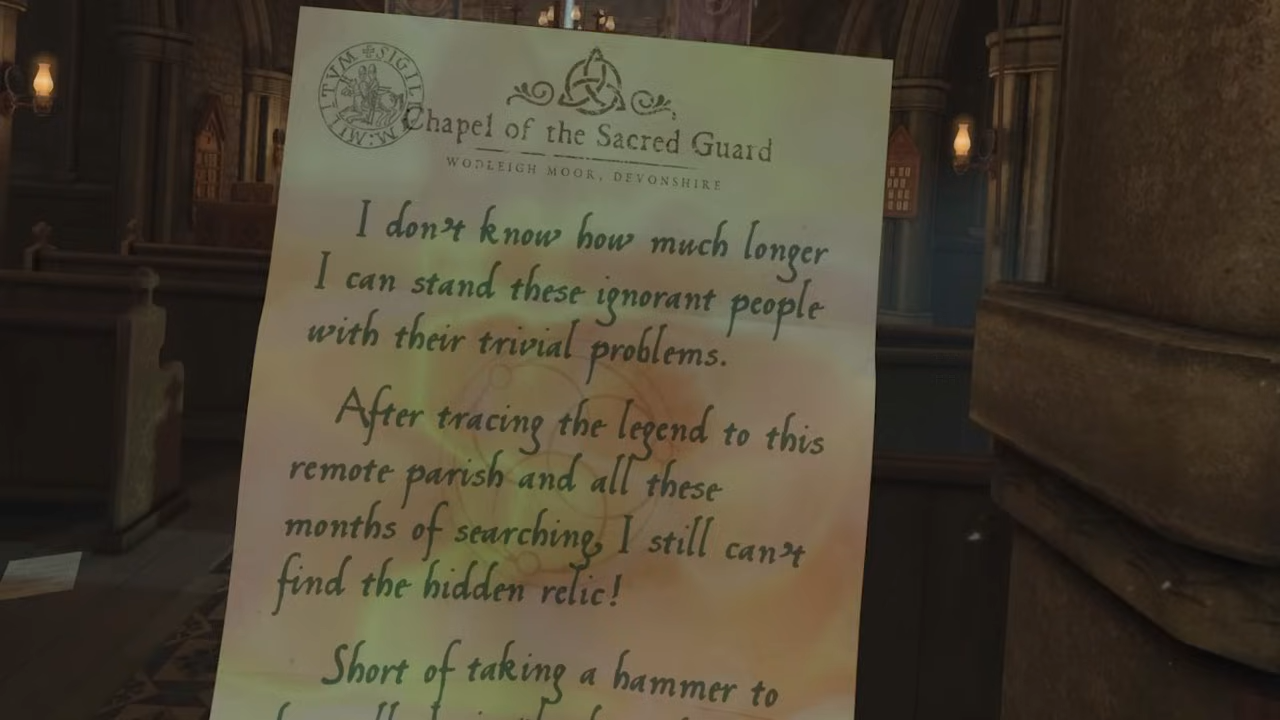 M:MILITVM ✠ SIGILL
Chapel of the Sacred Guard
WODLEIGH MOOR, DEVONSHIRE
I don't know how much longer
I can stand these ignorant people
with their trivial problems.
After tracing the legend to this
remote parish and all these
months of searching, I still can't
find the hidden relic!
Short of taking a hammer to